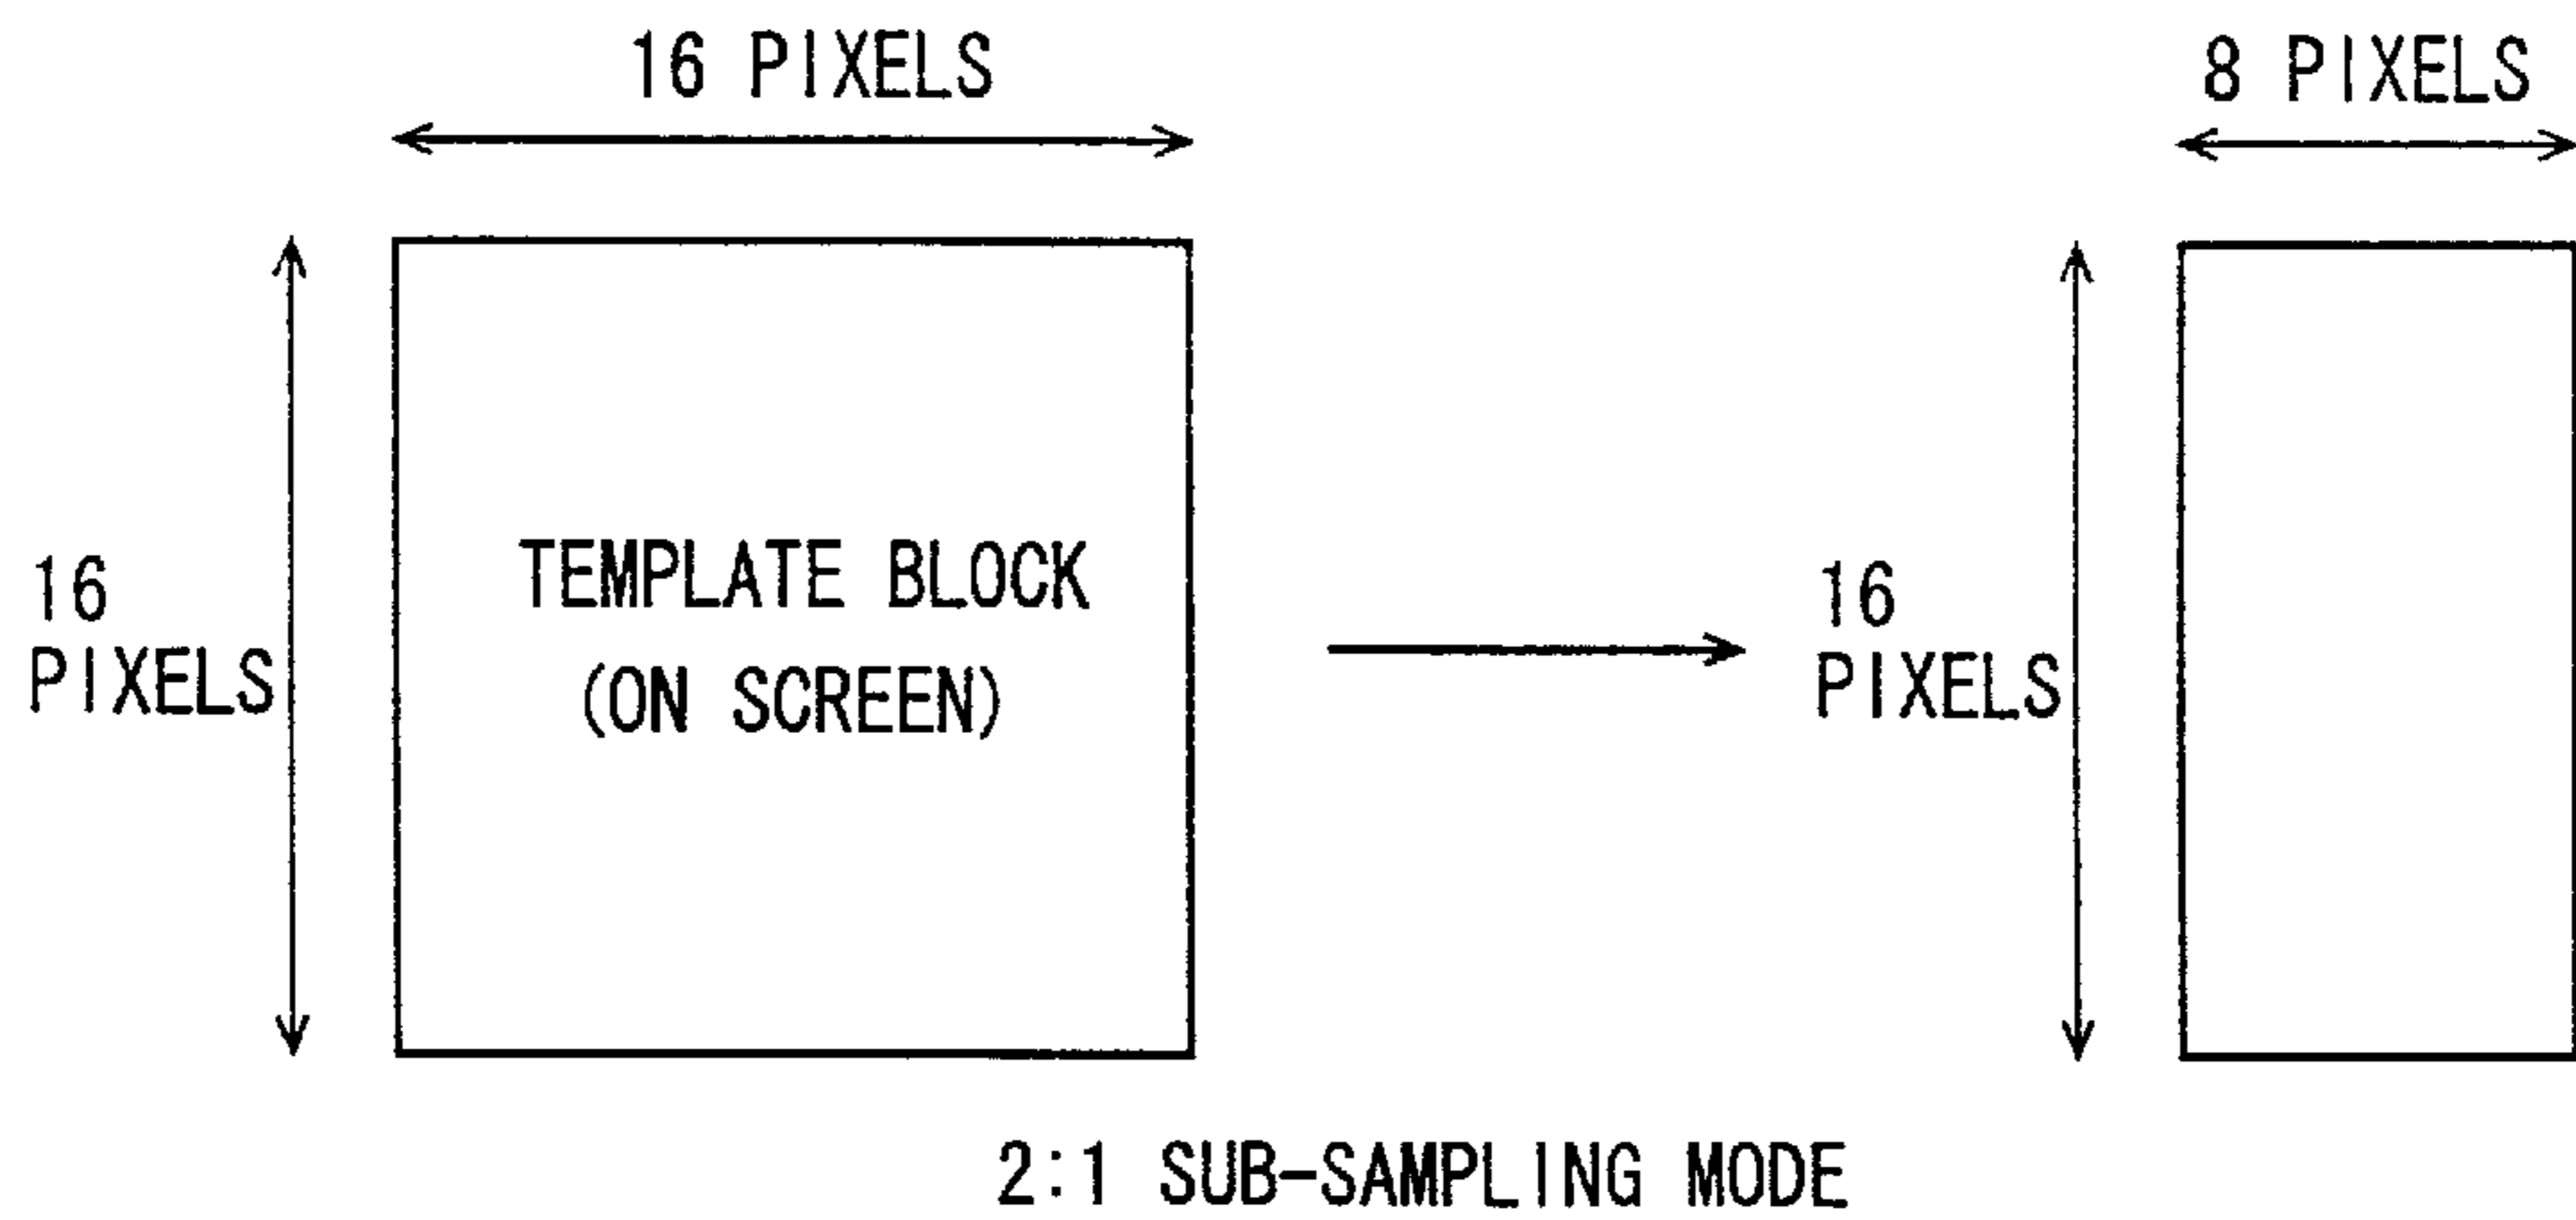 16 PIXELS
8 PIXELS
16
PIXELS
TEMPLATE BLOCK
(ON SCREEN)
16
PIXELS
2:1 SUB-SAMPLING MODE